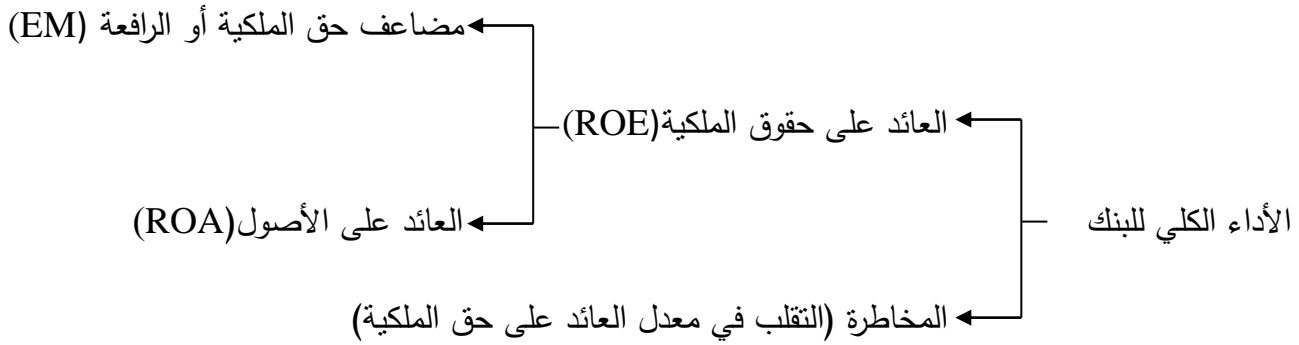 مضاعف حق الملكية أو الرافعة (EM)
العائد على حقوق الملكية(ROE)
العائد على الأصول(ROA)
الأداء الكلي للبنك
المخاطرة (التقلب في معدل العائد على حق الملكية)